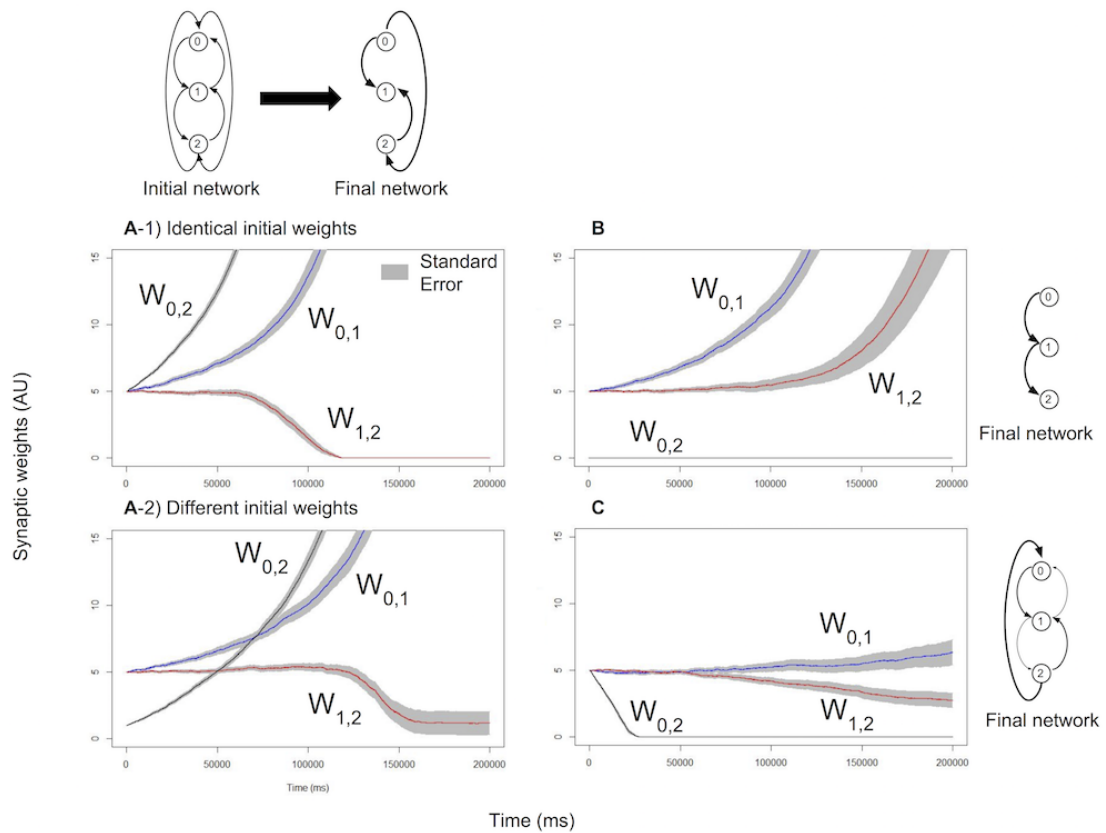 0
0
1
1
2
2
Initial network
Final network
A-1) Identical initial weights
B
15
10
5
0
W0,2
W0,1
W1,2
Standard
Error
0
50000
100000
150000
200000
15
10
5
0
W0,1
W1,2
W0,2
0
50000
100000
150000
200000
0
1
2
Final network
Synaptic weights (AU)
A-2) Different initial weights
C
15
10
5
0
W0,2
W0,1
W1,2
0
50000
100000
150000
200000
Time (ms)
15
10
5
0
W0,1
W1,2
W0,2
0
50000
100000
150000
200000
0
1
2
Final network
Time (ms)